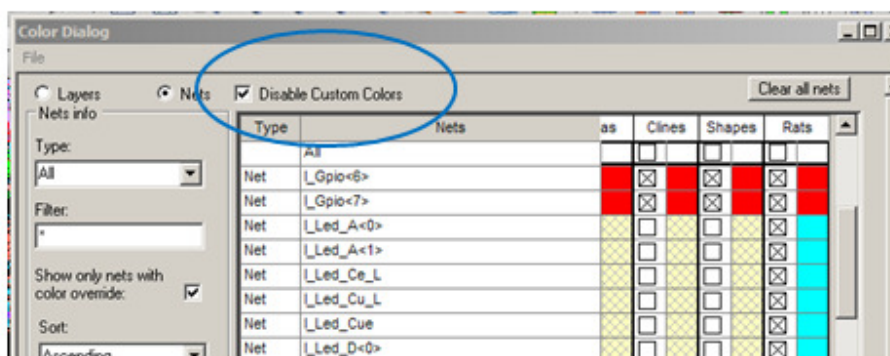 Color Dialog
File
Layers Nets Disable Custom Colors Clear all nets
Nets info
Type:
All
Filter:
*
Show only nets with
color override:
Sort:
Ascending
Type Nets as Clines Shapes Rats
All
Net I_Gpio<6>
Net I_Gpio<7>
Net I_Led_A<0>
Net I_Led_A<1>
Net I_Led_Ce_L
Net I_Led_Cu_L
Net I_Led_Cue
Net I_Led_D<0>